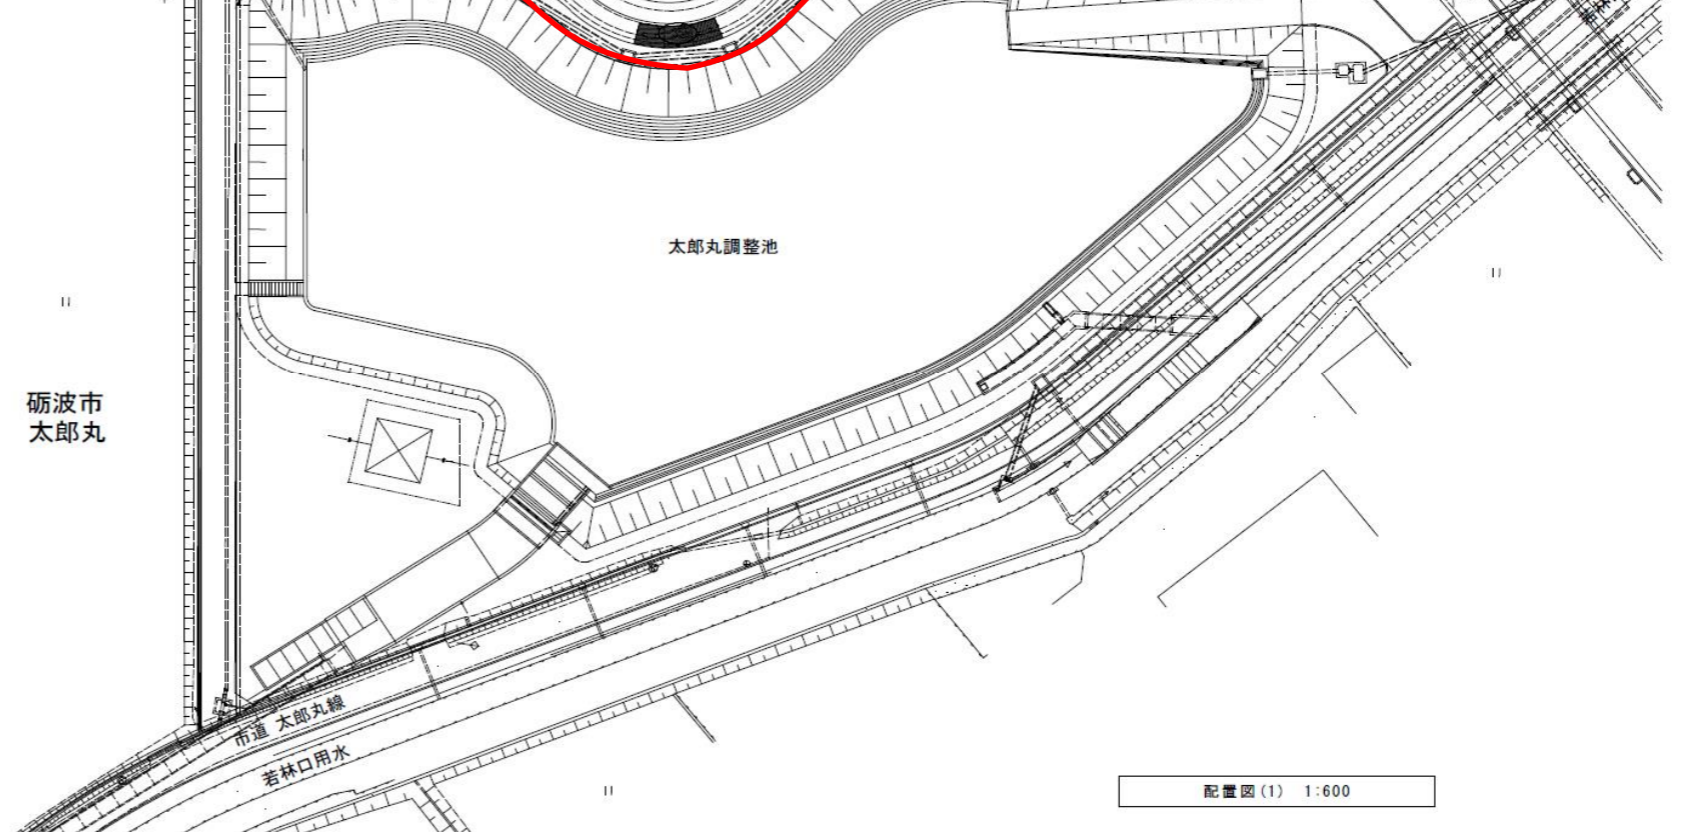 太郎丸調整池
砺波市
太郎丸
市道 太郎丸線
若林口用水
配置図(1) 1:600